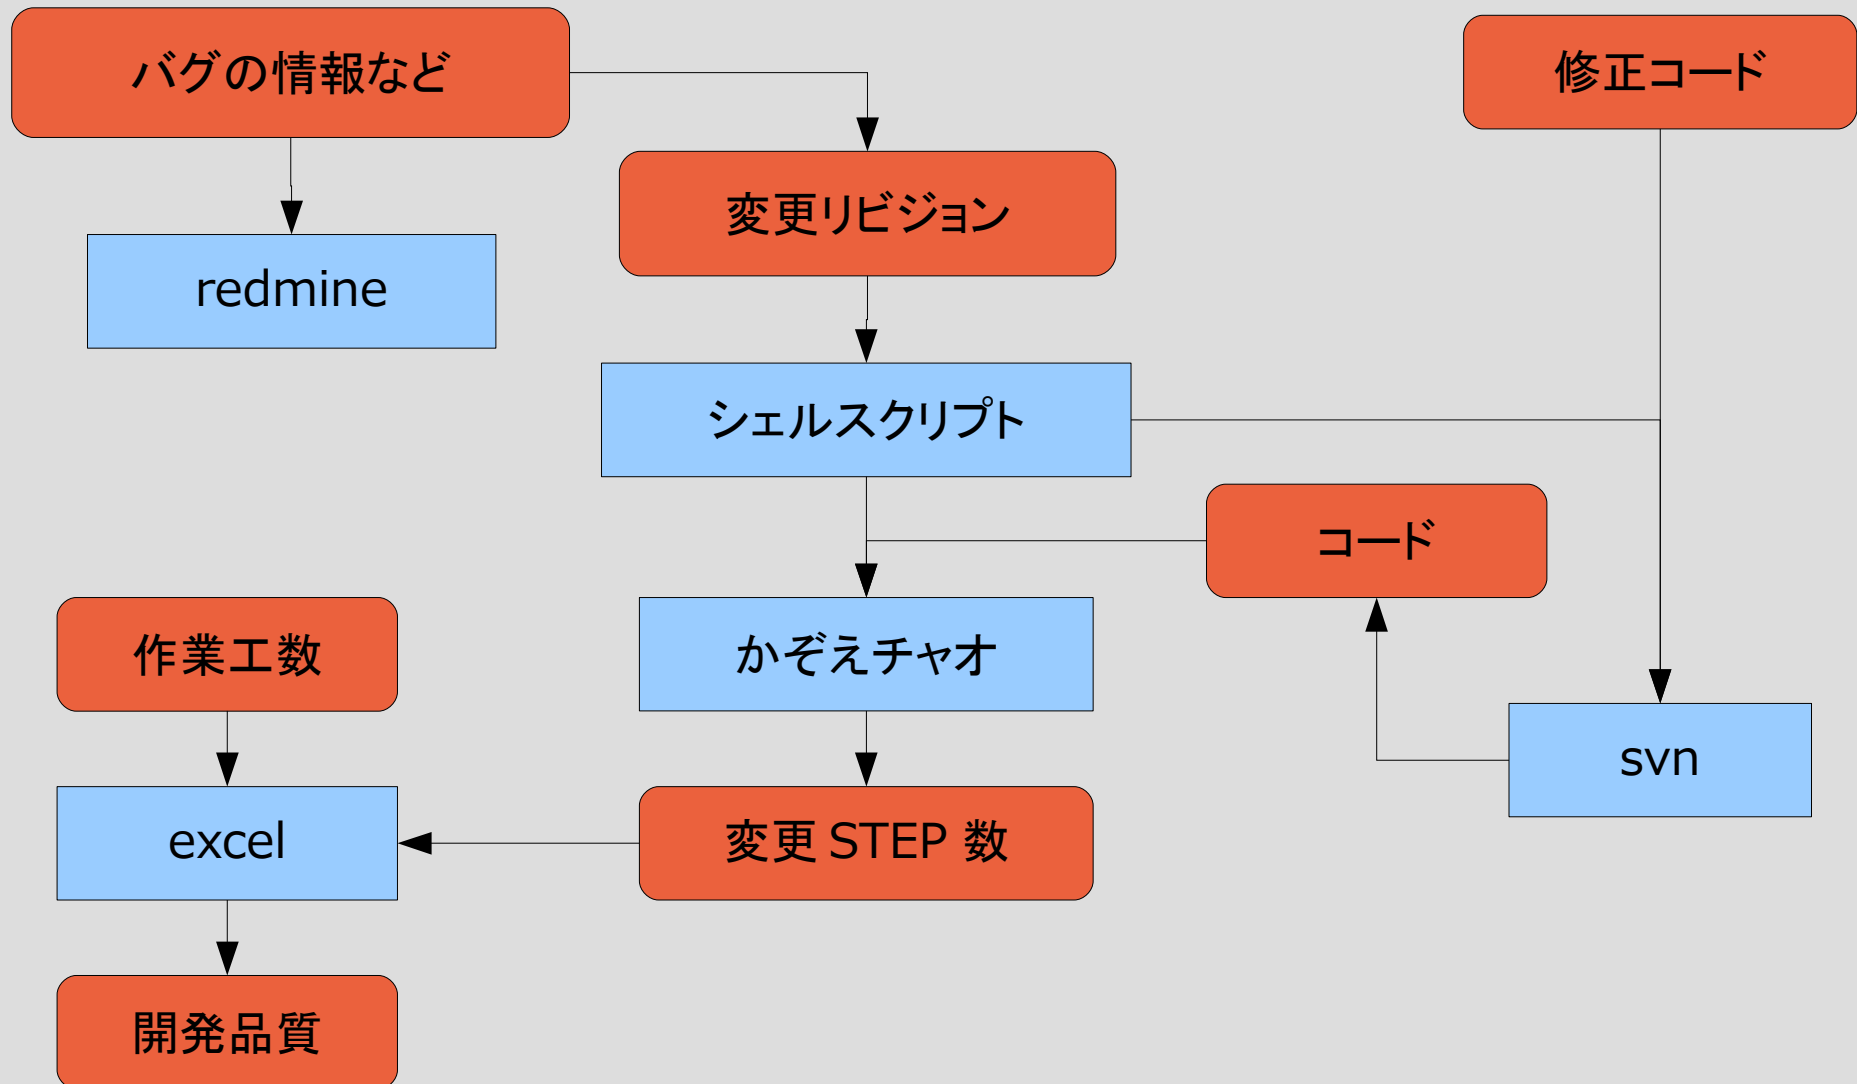 バグの情報など
修正コード
変更リビジョン
redmine
シェルスクリプト
コード
作業工数
かぞえチャオ
svn
excel
変更 STEP 数
開発品質